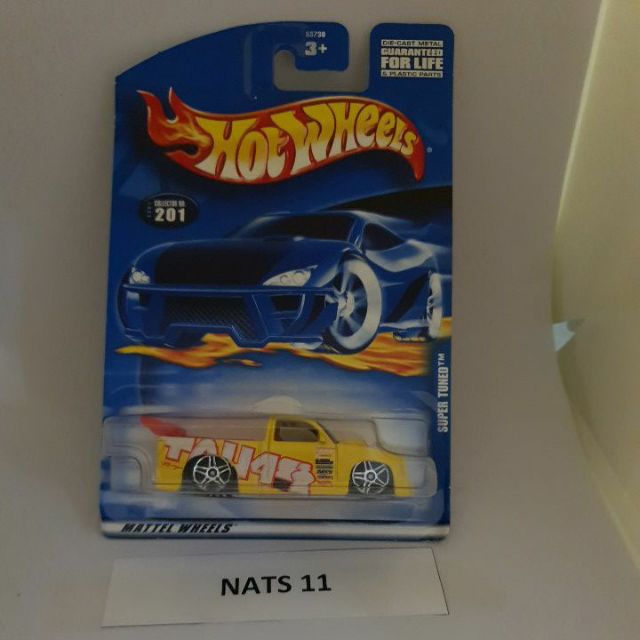 3+
DIE-CAST METAL
GUARANTEED
FOR LIFE
& PLASTIC PARTS
HOT WHEELS®
COLLECTOR NO.
201
SUPER TUNED™
MATTEL WHEELS
NATS 11